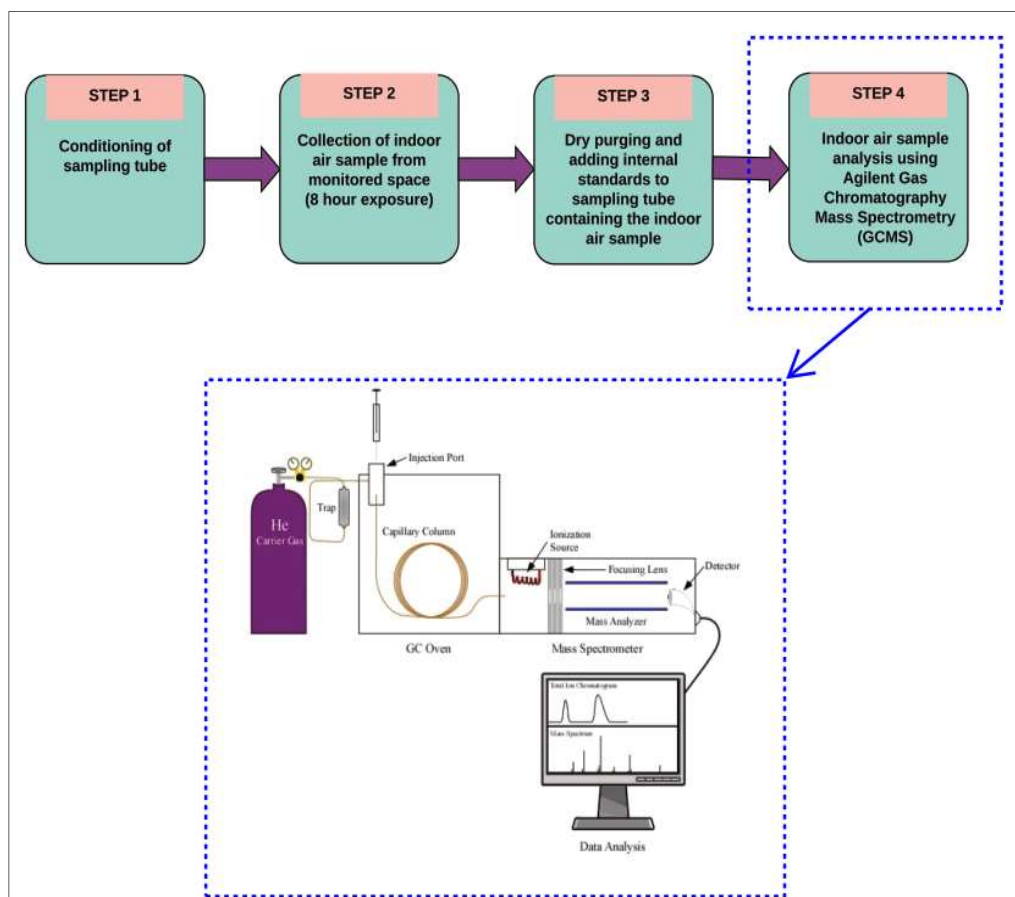 STEP 1
Conditioning of
sampling tube
STEP 2
Collection of indoor
air sample from
monitored space
(8 hour exposure)
STEP 3
Dry purging and
adding internal
standards to
sampling tube
containing the indoor
air sample
STEP 4
Indoor air sample
analysis using
Agilent Gas
Chromatography
Mass Spectrometry
(GCMS)
Injection Port
Trap
He
Carrier Gas
Capillary Column
Ionization
Source
Focusing Lens
Detector
Mass Analyzer
GC Oven
Mass Spectrometer
Total Ion Chromatogram
Mass Spectrum
Data Analysis